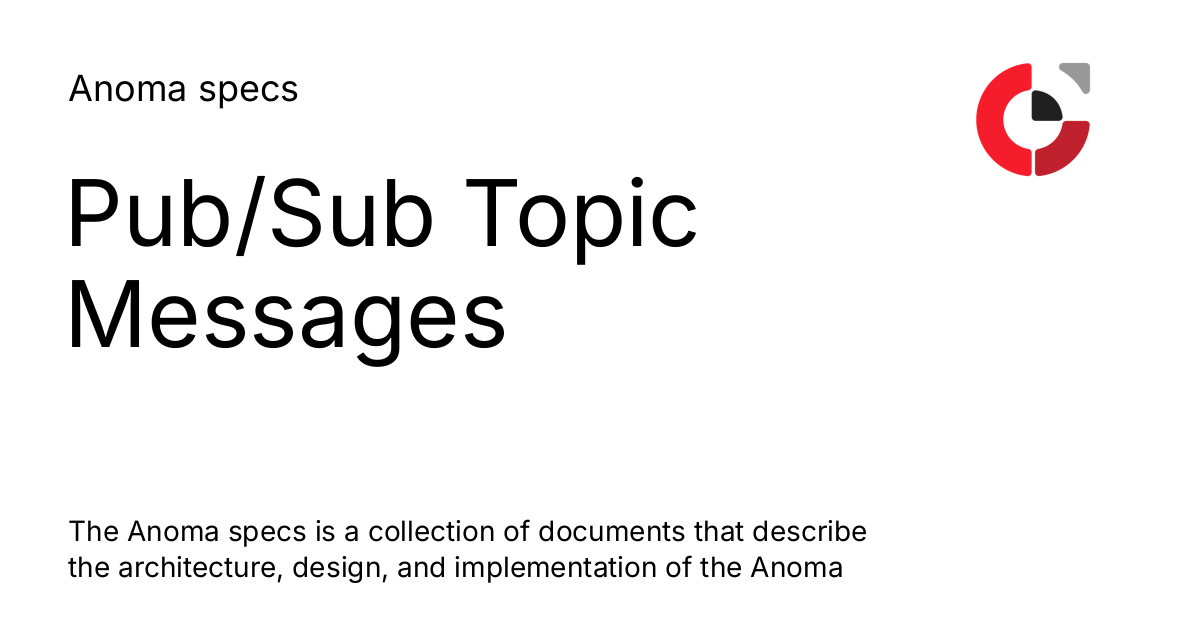 Anoma specs
Pub/Sub Topic
Messages
The Anoma specs is a collection of documents that describe
the architecture, design, and implementation of the Anoma